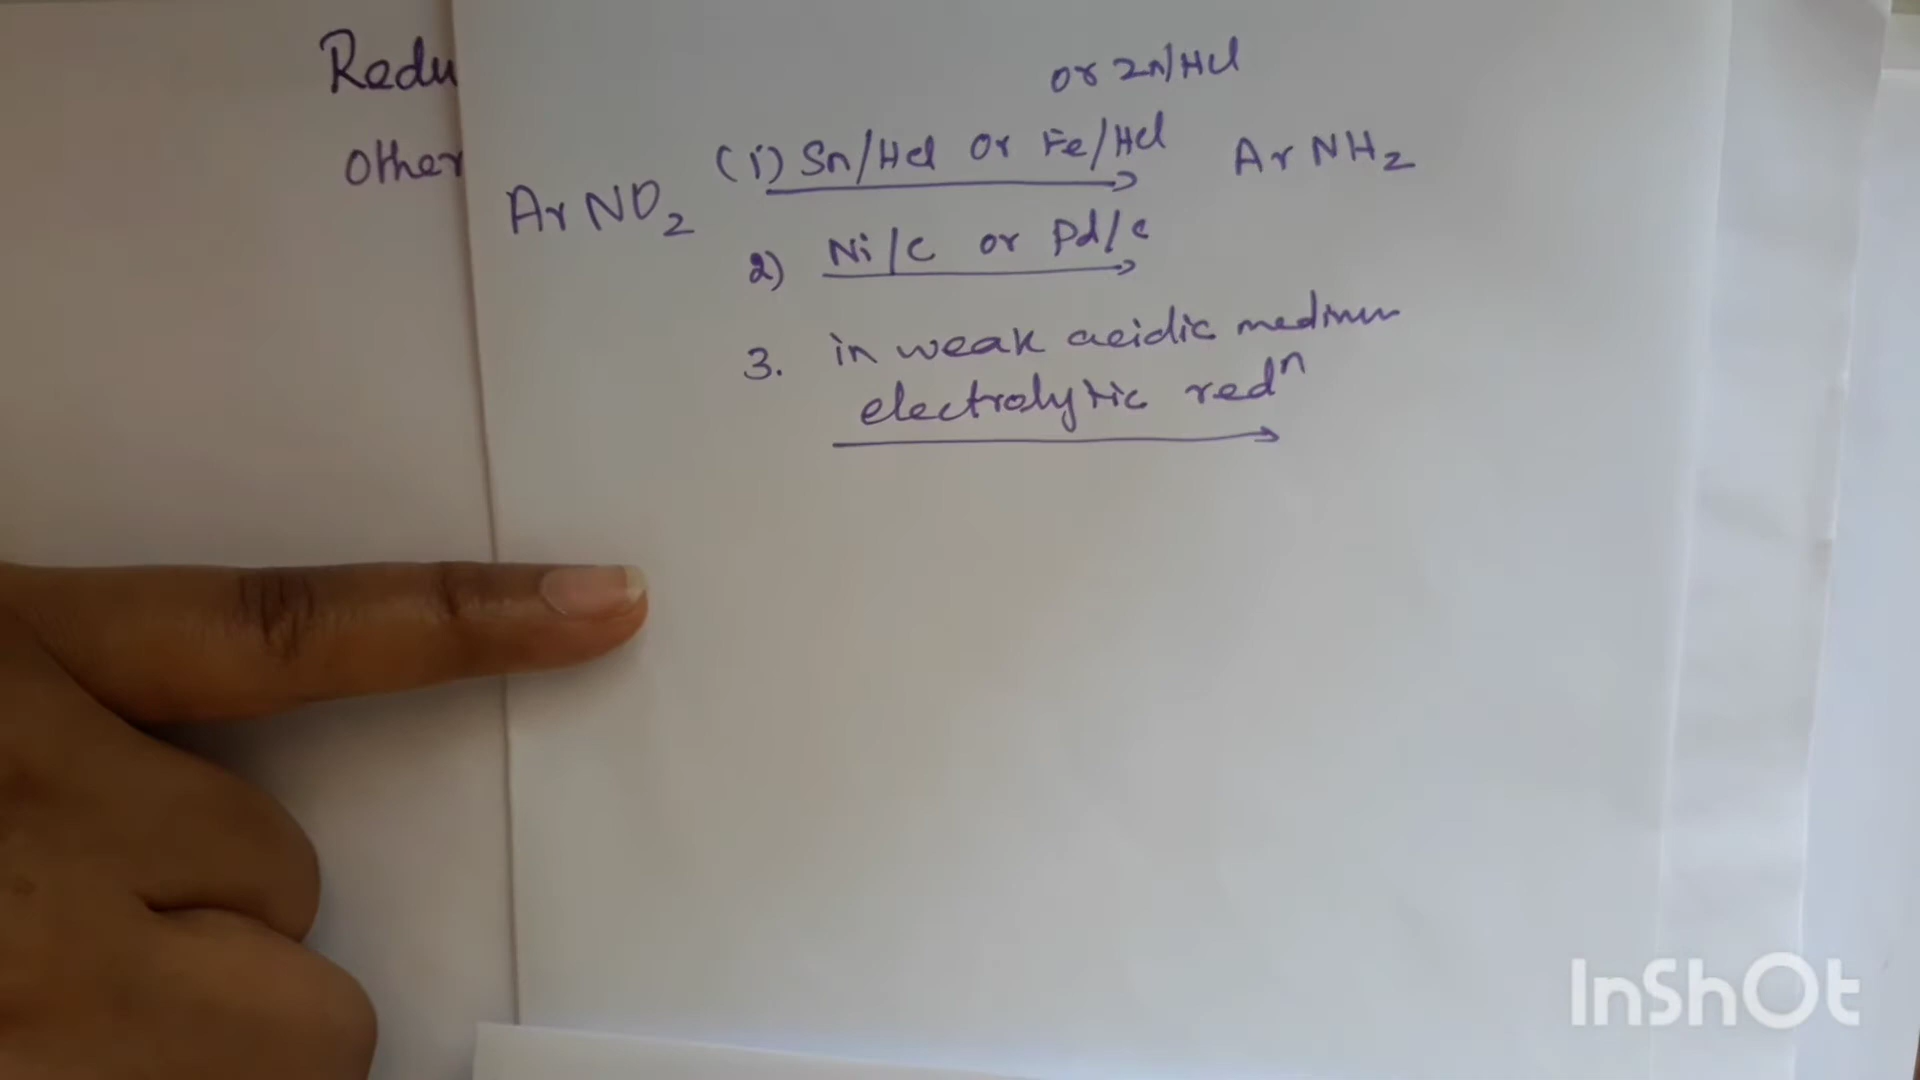 Redu
Other
or Zn/HCl
(i) Sn/HCl or Fe/HCl
ArNO2
ArNH2
2) Ni/C or Pd/C
3. in weak acidic medium
electrolytic redn
InShOt